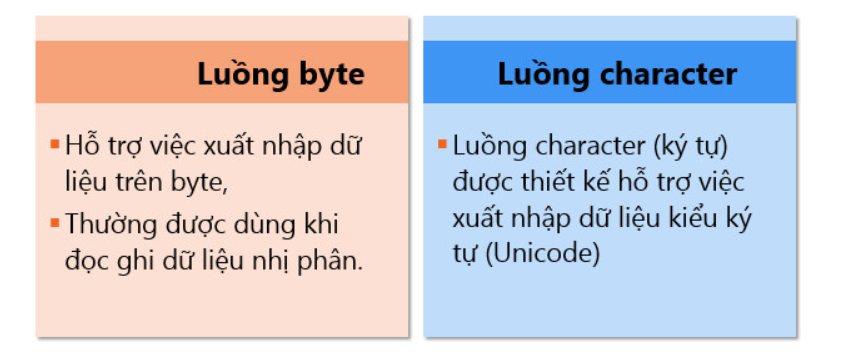 Luồng byte
Hỗ trợ việc xuất nhập dữ
liệu trên byte,
Thường được dùng khi
đọc ghi dữ liệu nhị phân.
Luồng character
Luồng character (ký tự)
được thiết kế hỗ trợ việc
xuất nhập dữ liệu kiểu ký
tự (Unicode)